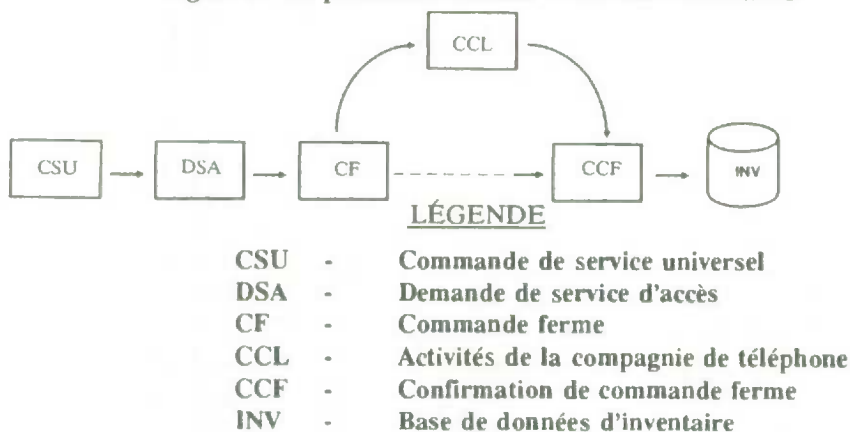 CCL
CSU
DSA
CF
CCF
INV
LÉGENDE
CSU - Commande de service universel
DSA - Demande de service d'accès
CF - Commande ferme
CCL - Activités de la compagnie de téléphone
CCF - Confirmation de commande ferme
INV - Base de données d'inventaire